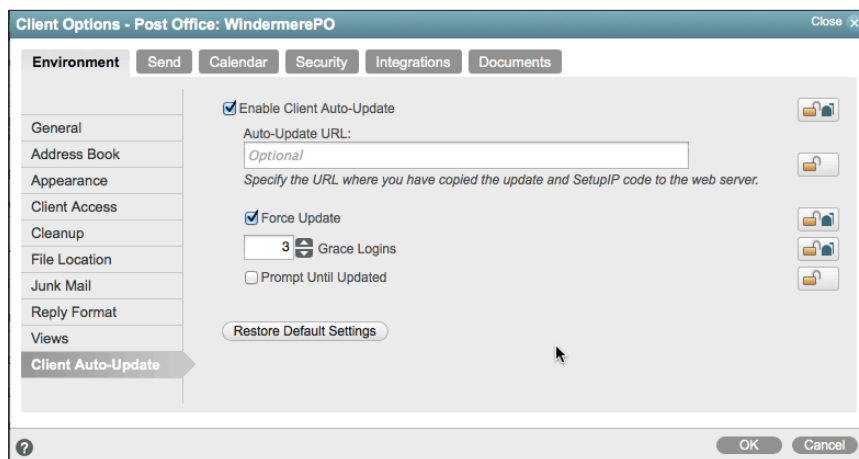 Client Options - Post Office: WindermerePO
Close
Environment
Send
Calendar
Security
Integrations
Documents
General
Address Book
Appearance
Client Access
Cleanup
File Location
Junk Mail
Reply Format
Views
Client Auto-Update
Enable Client Auto-Update
Auto-Update URL:
Optional
Specify the URL where you have copied the update and SetupIP code to the web server.
Force Update
3 Grace Logins
Prompt Until Updated
Restore Default Settings
OK
Cancel